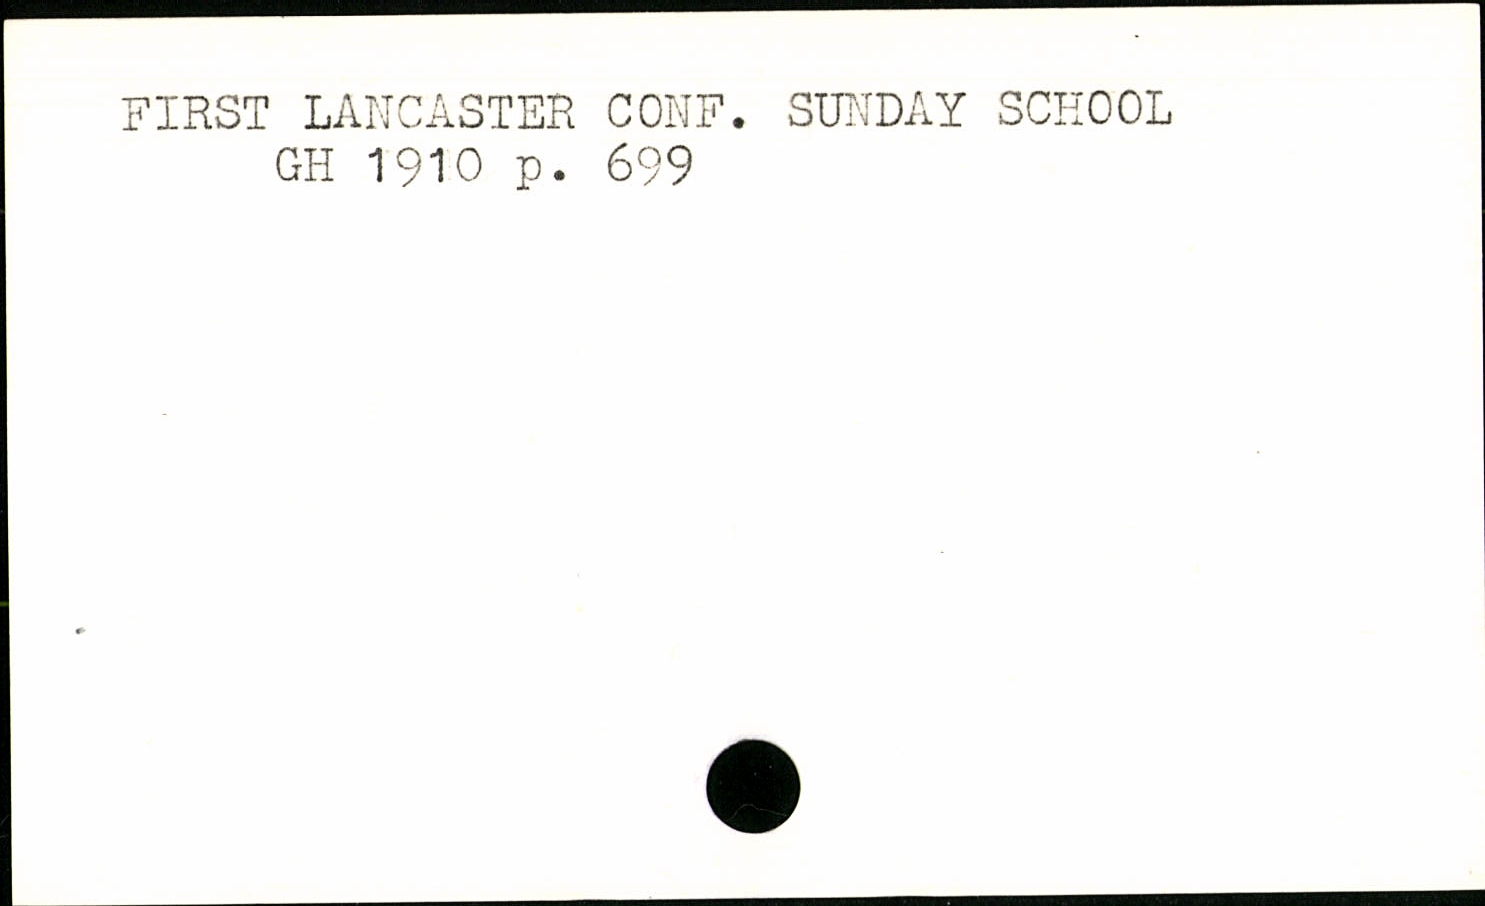 FIRST LANCASTER CONF. SUNDAY SCHOOL
GH 1910 p. 699